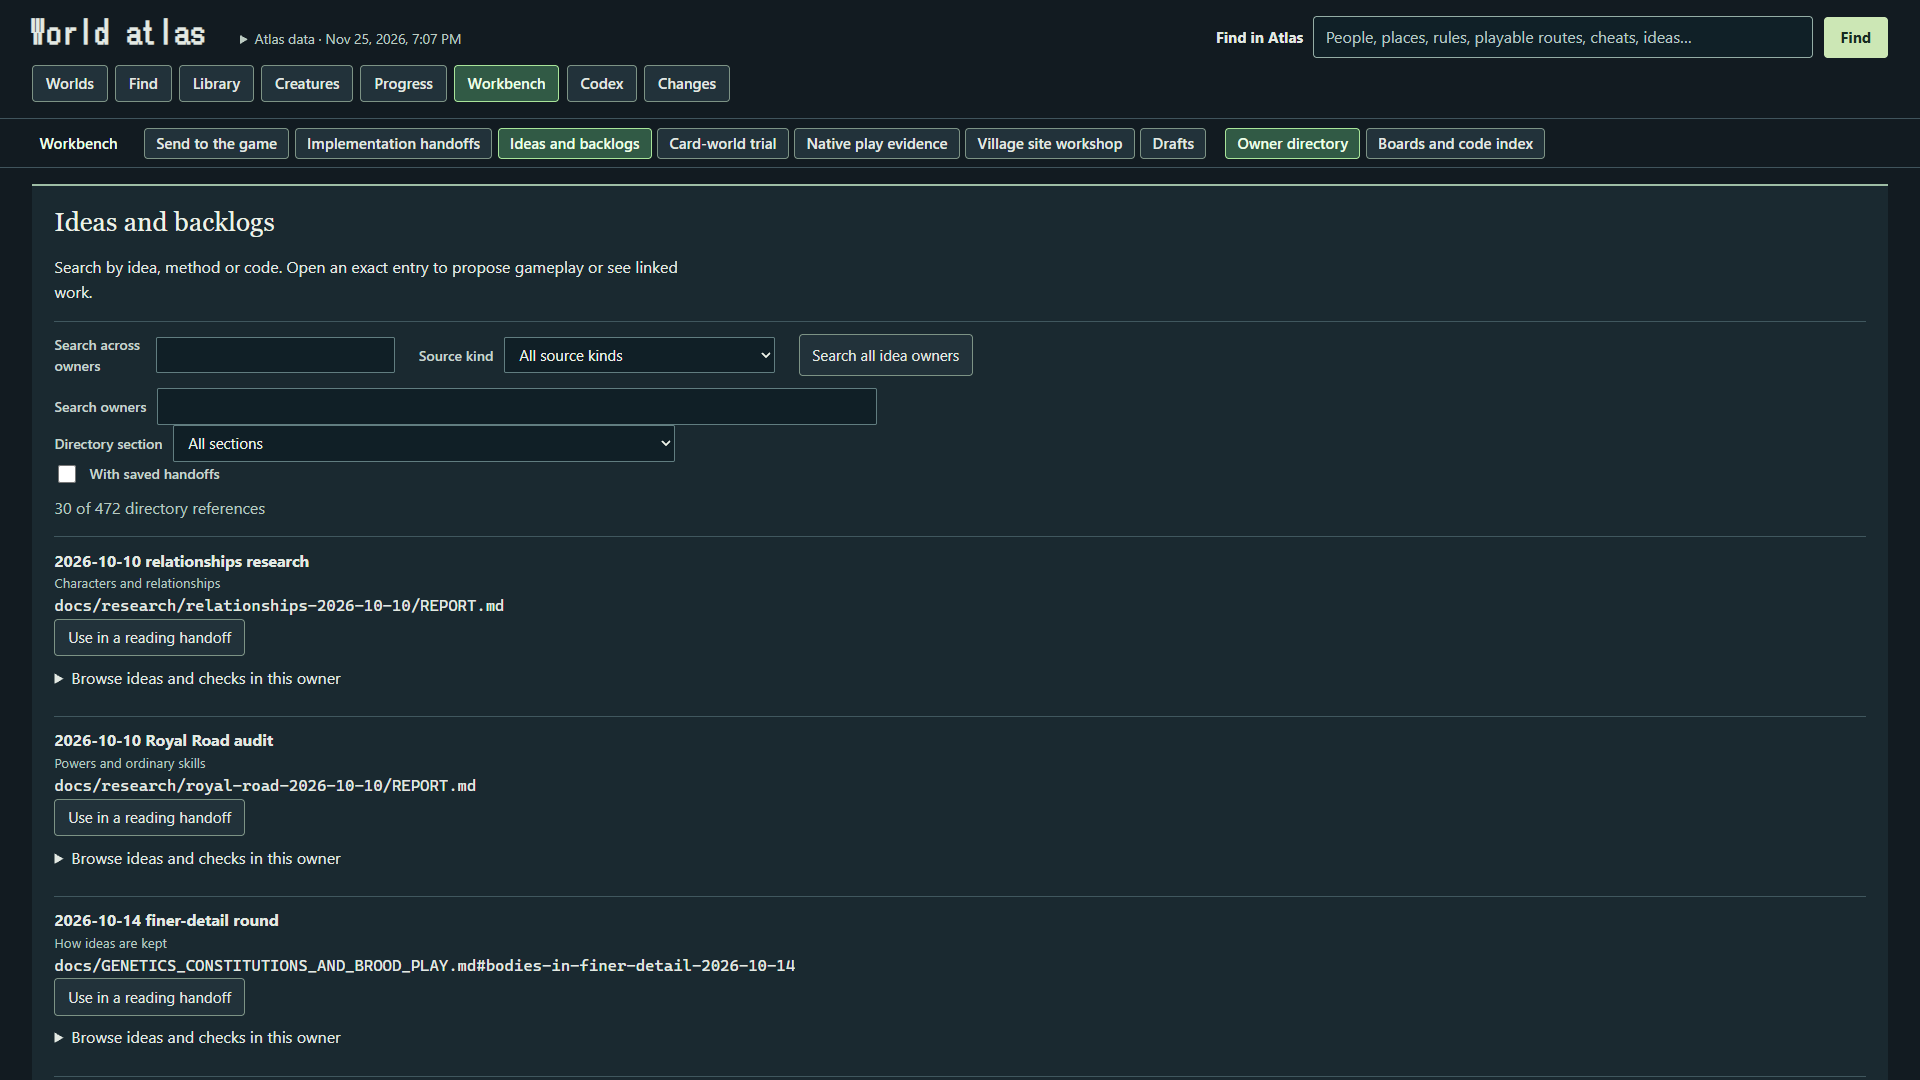 World atlas
Atlas data · Nov 25, 2026, 7:07 PM
Find in Atlas
People, places, rules, playable routes, cheats, ideas...
Find
Worlds
Find
Library
Creatures
Progress
Workbench
Codex
Changes
Workbench
Send to the game
Implementation handoffs
Ideas and backlogs
Card-world trial
Native play evidence
Village site workshop
Drafts
Owner directory
Boards and code index
Ideas and backlogs
Search by idea, method or code. Open an exact entry to propose gameplay or see linked
work.
Search across
owners
Source kind
All source kinds
Search all idea owners
Search owners
Directory section
All sections
With saved handoffs
30 of 472 directory references
2026-10-10 relationships research
Characters and relationships
docs/research/relationships-2026-10-10/REPORT.md
Use in a reading handoff
Browse ideas and checks in this owner
2026-10-10 Royal Road audit
Powers and ordinary skills
docs/research/royal-road-2026-10-10/REPORT.md
Use in a reading handoff
Browse ideas and checks in this owner
2026-10-14 finer-detail round
How ideas are kept
docs/GENETICS_CONSTITUTIONS_AND_BROOD_PLAY.md#bodies-in-finer-detail-2026-10-14
Use in a reading handoff
Browse ideas and checks in this owner